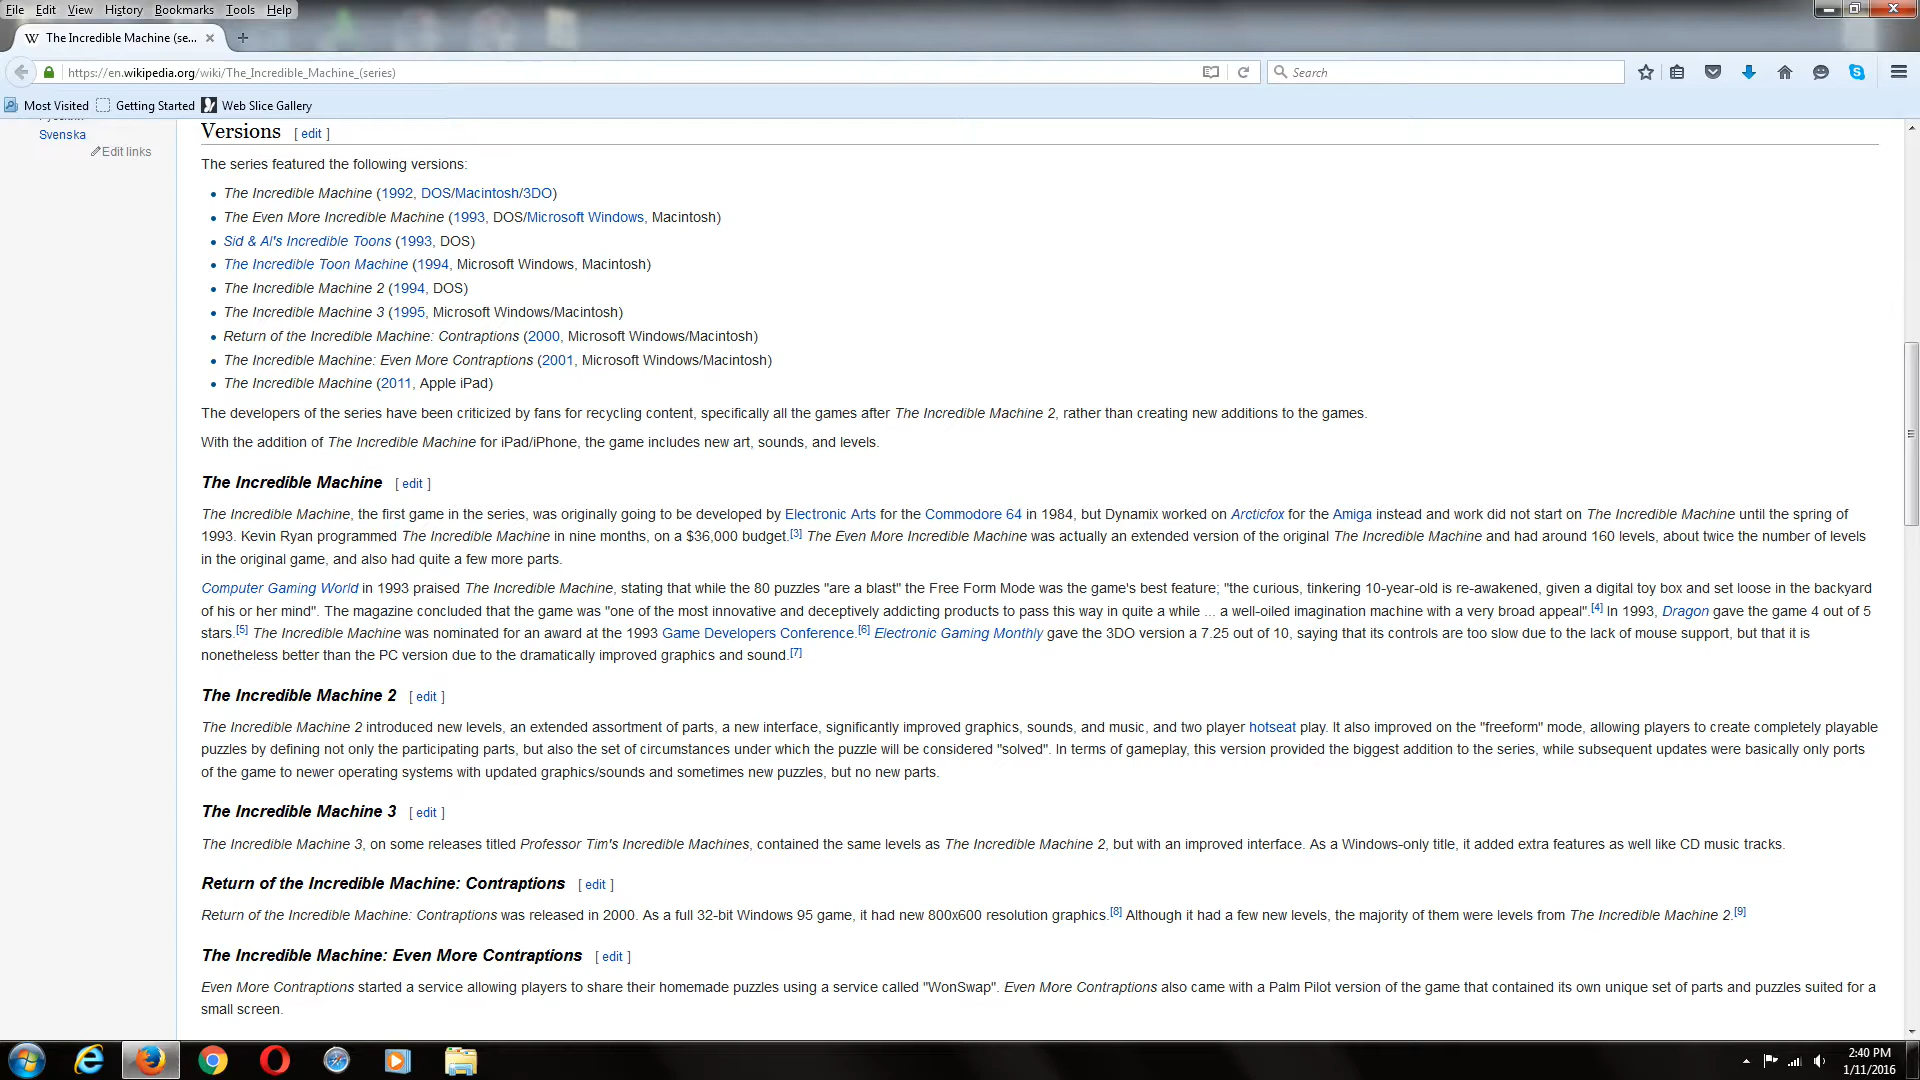 File Edit View History Bookmarks Tools Help
The Incredible Machine (se...
https://en.wikipedia.org/wiki/The_Incredible_Machine_(series)
Search
Most Visited Getting Started Web Slice Gallery
Svenska
Edit links
Versions [ edit ]
The series featured the following versions:
• The Incredible Machine (1992, DOS/Macintosh/3DO)
• The Even More Incredible Machine (1993, DOS/Microsoft Windows, Macintosh)
• Sid & Al's Incredible Toons (1993, DOS)
• The Incredible Toon Machine (1994, Microsoft Windows, Macintosh)
• The Incredible Machine 2 (1994, DOS)
• The Incredible Machine 3 (1995, Microsoft Windows/Macintosh)
• Return of the Incredible Machine: Contraptions (2000, Microsoft Windows/Macintosh)
• The Incredible Machine: Even More Contraptions (2001, Microsoft Windows/Macintosh)
• The Incredible Machine (2011, Apple iPad)
The developers of the series have been criticized by fans for recycling content, specifically all the games after The Incredible Machine 2, rather than creating new additions to the games.
With the addition of The Incredible Machine for iPad/iPhone, the game includes new art, sounds, and levels.
The Incredible Machine [ edit ]
The Incredible Machine, the first game in the series, was originally going to be developed by Electronic Arts for the Commodore 64 in 1984, but Dynamix worked on Arcticfox for the Amiga instead and work did not start on The Incredible Machine until the spring of
1993. Kevin Ryan programmed The Incredible Machine in nine months, on a $36,000 budget.[3] The Even More Incredible Machine was actually an extended version of the original The Incredible Machine and had around 160 levels, about twice the number of levels
in the original game, and also had quite a few more parts.
Computer Gaming World in 1993 praised The Incredible Machine, stating that while the 80 puzzles "are a blast" the Free Form Mode was the game's best feature; "the curious, tinkering 10-year-old is re-awakened, given a digital toy box and set loose in the backyard
of his or her mind". The magazine concluded that the game was "one of the most innovative and deceptively addicting products to pass this way in quite a while ... a well-oiled imagination machine with a very broad appeal".[4] In 1993, Dragon gave the game 4 out of 5
stars.[5] The Incredible Machine was nominated for an award at the 1993 Game Developers Conference.[6] Electronic Gaming Monthly gave the 3DO version a 7.25 out of 10, saying that its controls are too slow due to the lack of mouse support, but that it is
nonetheless better than the PC version due to the dramatically improved graphics and sound.[7]
The Incredible Machine 2 [ edit ]
The Incredible Machine 2 introduced new levels, an extended assortment of parts, a new interface, significantly improved graphics, sounds, and music, and two player hotseat play. It also improved on the "freeform" mode, allowing players to create completely playable
puzzles by defining not only the participating parts, but also the set of circumstances under which the puzzle will be considered "solved". In terms of gameplay, this version provided the biggest addition to the series, while subsequent updates were basically only ports
of the game to newer operating systems with updated graphics/sounds and sometimes new puzzles, but no new parts.
The Incredible Machine 3 [ edit ]
The Incredible Machine 3, on some releases titled Professor Tim's Incredible Machines, contained the same levels as The Incredible Machine 2, but with an improved interface. As a Windows-only title, it added extra features as well like CD music tracks.
Return of the Incredible Machine: Contraptions [ edit ]
Return of the Incredible Machine: Contraptions was released in 2000. As a full 32-bit Windows 95 game, it had new 800x600 resolution graphics.[8] Although it had a few new levels, the majority of them were levels from The Incredible Machine 2.[9]
The Incredible Machine: Even More Contraptions [ edit ]
Even More Contraptions started a service allowing players to share their homemade puzzles using a service called "WonSwap". Even More Contraptions also came with a Palm Pilot version of the game that contained its own unique set of parts and puzzles suited for a
small screen.
2:40 PM
1/11/2016